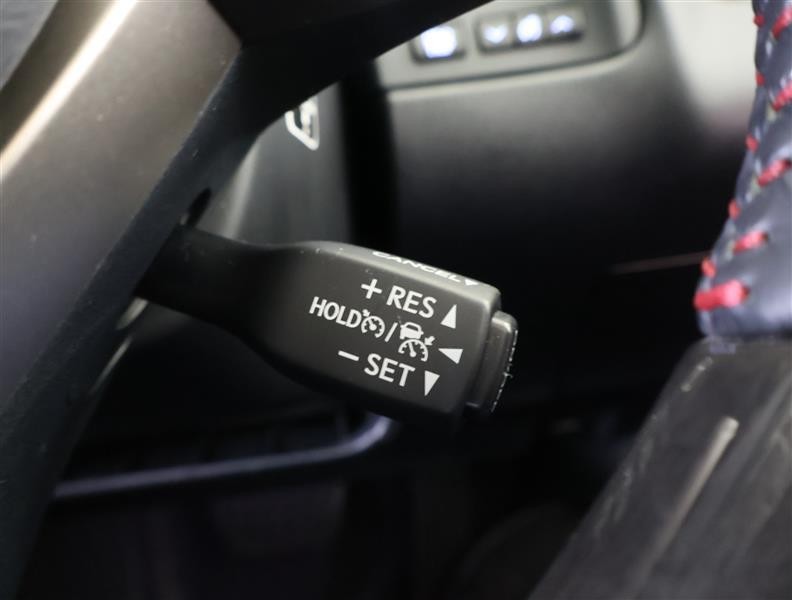 CANCEL▼
+ RES ▲
HOLD /
− SET ▼